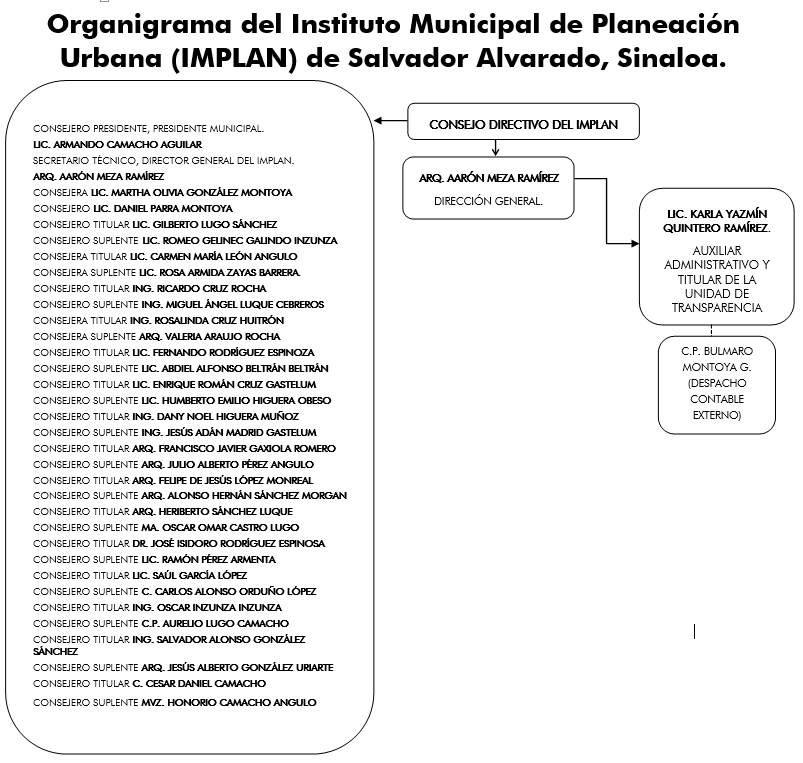 Organigrama del Instituto Municipal de Planeación
Urbana (IMPLAN) de Salvador Alvarado, Sinaloa.
CONSEJERO PRESIDENTE, PRESIDENTE MUNICIPAL.
LIC. ARMANDO CAMACHO AGUILAR
SECRETARIO TÈCNICO, DIRECTOR GENERAL DEL IMPLAN.
ARQ. AARÓN MEZA RAMÍREZ
CONSEJERA LIC. MARTHA OLIVIA GONZÁLEZ MONTOYA
CONSEJERO LIC. DANIEL PARRA MONTOYA
CONSEJERO TITULAR LIC. GILBERTO LUGO SÁNCHEZ
CONSEJERO SUPLENTE LIC. ROMEO GELINEC GALINDO INZUNZA
CONSEJERA TITULAR LIC. CARMEN MARÍA LEÓN ANGULO
CONSEJERA SUPLENTE LIC. ROSA ARMIDA ZAYAS BARRERA.
CONSEJERO TITULAR ING. RICARDO CRUZ ROCHA
CONSEJERO SUPLENTE ING. MIGUEL ÁNGEL LUQUE CEBREROS
CONSEJERA TITULAR ING. ROSALINDA CRUZ HUITRÓN
CONSEJERA SUPLENTE ARQ. VALERIA ARAUJO ROCHA
CONSEJERO TITULAR LIC. FERNANDO RODRÍGUEZ ESPINOZA
CONSEJERO SUPLENTE LIC. ABDIEL ALFONSO BELTRÁN BELTRÁN
CONSEJERO TITULAR LIC. ENRIQUE ROMÁN CRUZ GASTELUM
CONSEJERO SUPLENTE LIC. HUMBERTO EMILIO HIGUERA OBESO
CONSEJERO TITULAR ING. DANY NOEL HIGUERA MUÑOZ
CONSEJERO SUPLENTE ING. JESÚS ADÁN MADRID GASTELUM
CONSEJERO TITULAR ARQ. FRANCISCO JAVIER GAXIOLA ROMERO
CONSEJERO SUPLENTE ARQ. JULIO ALBERTO PÉREZ ANGULO
CONSEJERO TITULAR ARQ. FELIPE DE JESÚS LÓPEZ MONREAL
CONSEJERO SUPLENTE ARQ. ALONSO HERNÁN SÁNCHEZ MORGAN
CONSEJERO TITULAR ARQ. HERIBERTO SÁNCHEZ LUQUE
CONSEJERO SUPLENTE MA. OSCAR OMAR CASTRO LUGO
CONSEJERO TITULAR DR. JOSÉ ISIDORO RODRÍGUEZ ESPINOSA
CONSEJERO SUPLENTE LIC. RAMÓN PÉREZ ARMENTA
CONSEJERO TITULAR LIC. SAÚL GARCÍA LÓPEZ
CONSEJERO SUPLENTE C. CARLOS ALONSO ORDUÑO LÓPEZ
CONSEJERO TITULAR ING. OSCAR INZUNZA INZUNZA
CONSEJERO SUPLENTE C.P. AURELIO LUGO CAMACHO
CONSEJERO TITULAR ING. SALVADOR ALONSO GONZÁLEZ
SÁNCHEZ
CONSEJERO SUPLENTE ARQ. JESÚS ALBERTO GONZÁLEZ URIARTE
CONSEJERO TITULAR C. CESAR DANIEL CAMACHO
CONSEJERO SUPLENTE MVZ. HONORIO CAMACHO ANGULO
CONSEJO DIRECTIVO DEL IMPLAN
ARQ. AARÓN MEZA RAMÍREZ
DIRECCIÓN GENERAL.
LIC. KARLA YAZMÍN
QUINTERO RAMÍREZ.
AUXILIAR
ADMINISTRATIVO Y
TITULAR DE LA
UNIDAD DE
TRANSPARENCIA
C.P. BULMARO
MONTOYA G.
(DESPACHO
CONTABLE
EXTERNO)